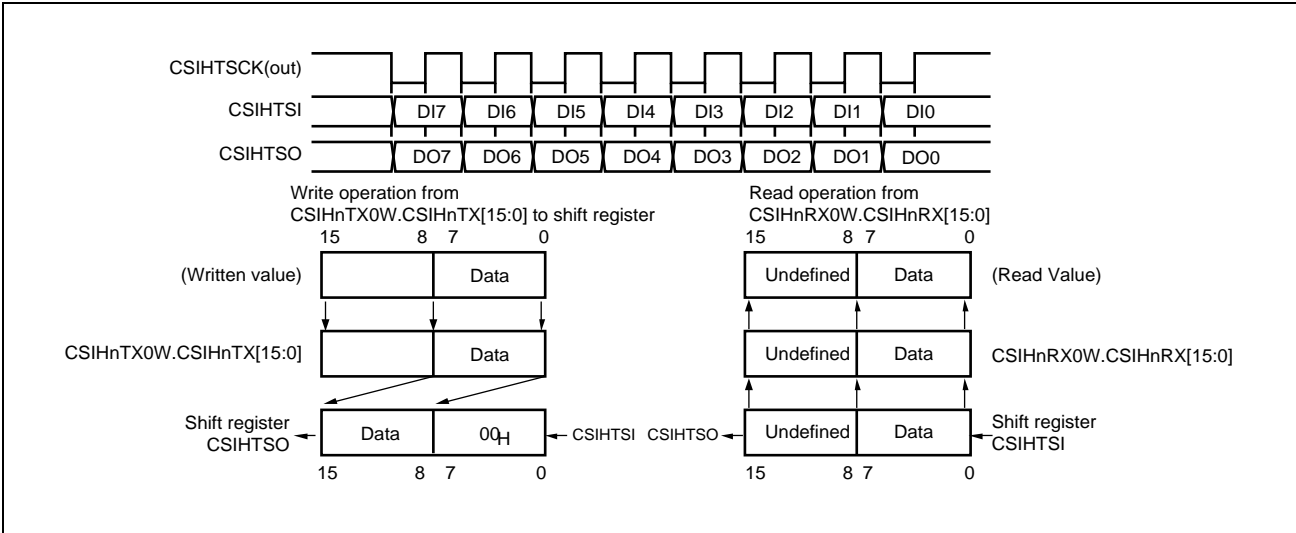 CSIHTSCK(out)
CSIHTSI DI7 DI6 DI5 DI4 DI3 DI2 DI1 DI0
CSIHTSO DO7 DO6 DO5 DO4 DO3 DO2 DO1 DO0
Write operation from
CSIHnTX0W.CSIHnTX[15:0] to shift register
15 8 7 0
(Written value) Data
CSIHnTX0W.CSIHnTX[15:0] Data
Shift register
CSIHTSO Data 00H CSIHTSI
15 8 7 0
Read operation from
CSIHnRX0W.CSIHnRX[15:0]
15 8 7 0
Undefined Data (Read Value)
Undefined Data CSIHnRX0W.CSIHnRX[15:0]
CSIHTSO Undefined Data Shift register
CSIHTSI
15 8 7 0